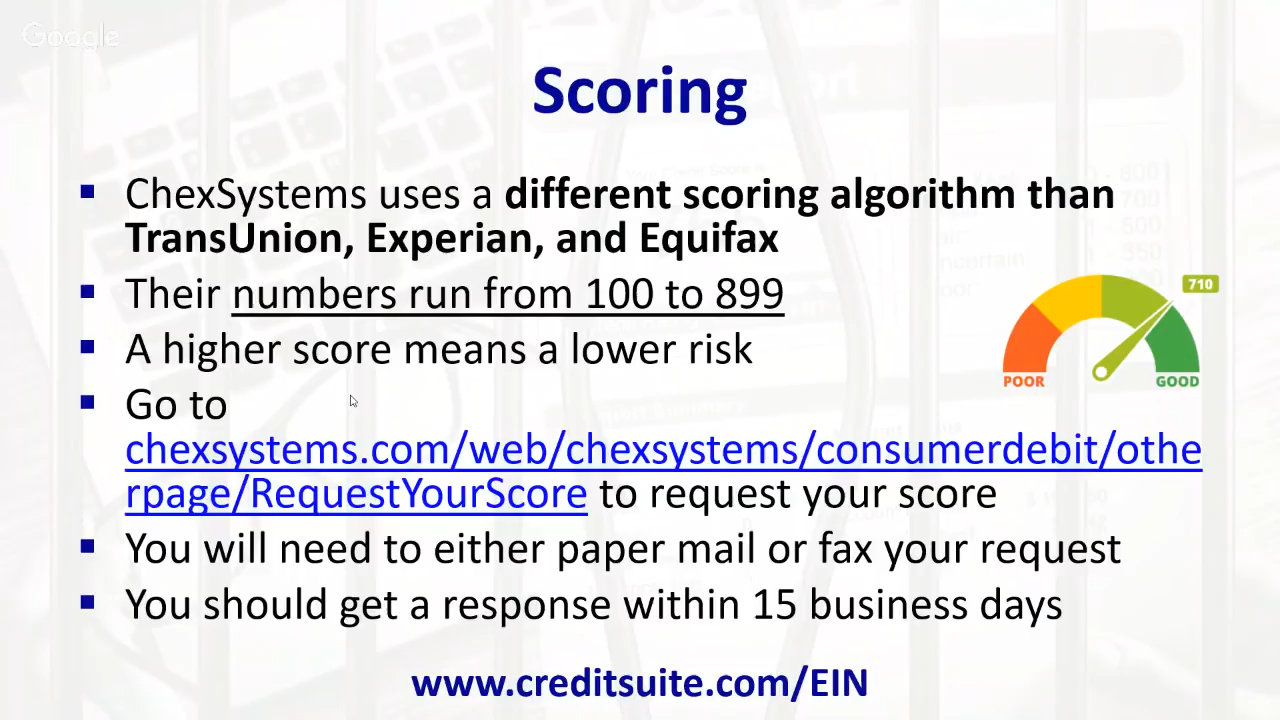 Google
Scoring
ChexSystems uses a different scoring algorithm than
TransUnion, Experian, and Equifax
Their numbers run from 100 to 899
A higher score means a lower risk
710
POOR
GOOD
Go to
chexsystems.com/web/chexsystems/consumerdebit/othe
rpage/RequestYourScore to request your score
You will need to either paper mail or fax your request
You should get a response within 15 business days
www.creditsuite.com/EIN